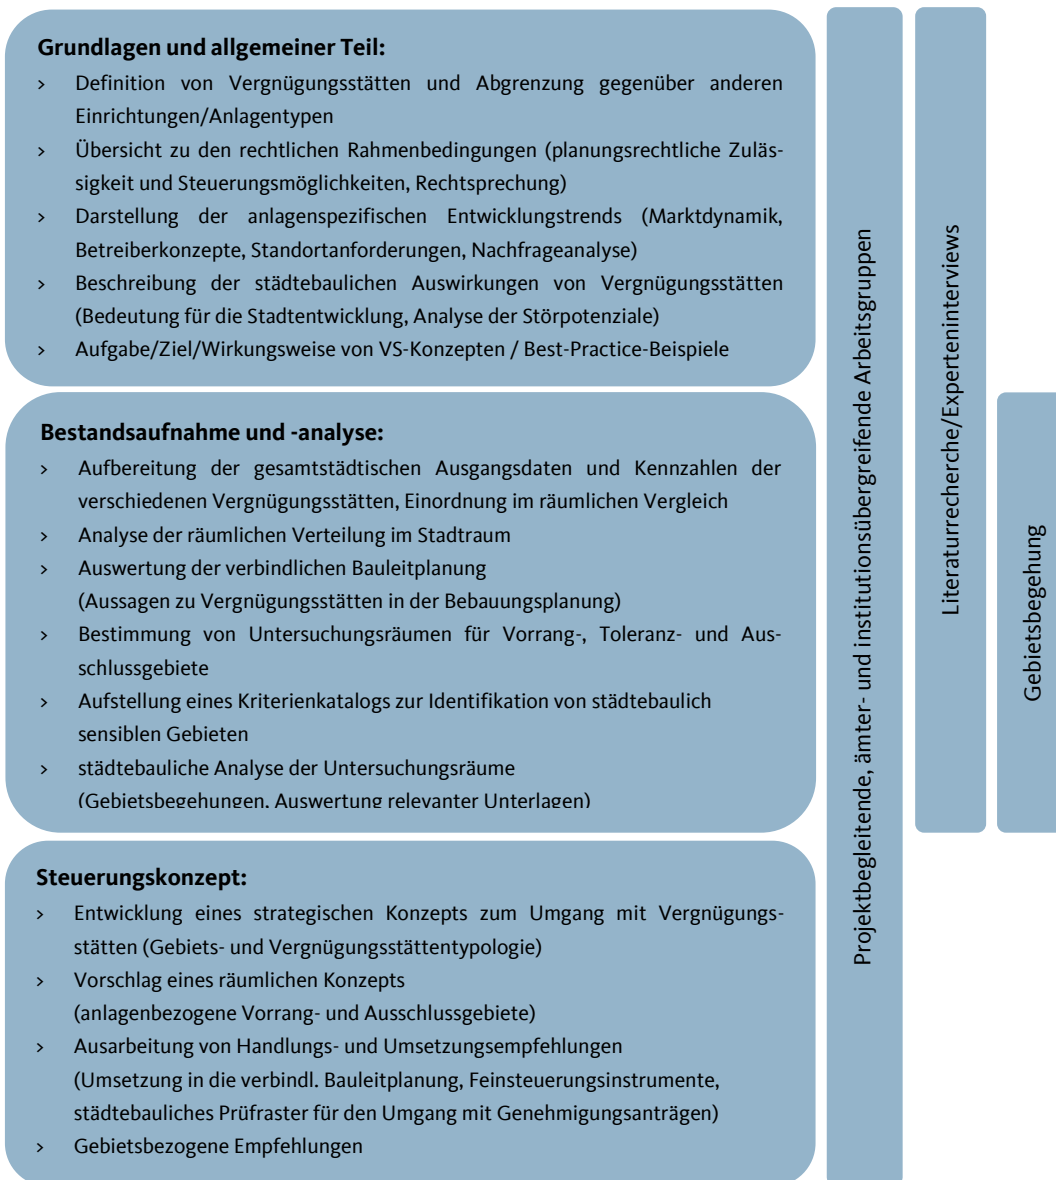 Grundlagen und allgemeiner Teil:
> Definition von Vergnügungsstätten und Abgrenzung gegenüber anderen
Einrichtungen/Anlagentypen
> Übersicht zu den rechtlichen Rahmenbedingungen (planungsrechtliche Zuläs-
sigkeit und Steuerungsmöglichkeiten, Rechtsprechung)
> Darstellung der anlagenspezifischen Entwicklungstrends (Marktdynamik,
Betreiberkonzepte, Standortanforderungen, Nachfrageanalyse)
> Beschreibung der städtebaulichen Auswirkungen von Vergnügungsstätten
(Bedeutung für die Stadtentwicklung, Analyse der Störpotenziale)
> Aufgabe/Ziel/Wirkungsweise von VS-Konzepten / Best-Practice-Beispiele
Bestandsaufnahme und -analyse:
> Aufbereitung der gesamtstädtischen Ausgangsdaten und Kennzahlen der
verschiedenen Vergnügungsstätten, Einordnung im räumlichen Vergleich
> Analyse der räumlichen Verteilung im Stadtraum
> Auswertung der verbindlichen Bauleitplanung
(Aussagen zu Vergnügungsstätten in der Bebauungsplanung)
> Bestimmung von Untersuchungsräumen für Vorrang-, Toleranz- und Aus-
schlussgebiete
> Aufstellung eines Kriterienkatalogs zur Identifikation von städtebaulich
sensiblen Gebieten
> städtebauliche Analyse der Untersuchungsräume
(Gebietsbegehungen, Auswertung relevanter Unterlagen)
Steuerungskonzept:
> Entwicklung eines strategischen Konzepts zum Umgang mit Vergnügungs-
stätten (Gebiets- und Vergnügungsstättentypologie)
> Vorschlag eines räumlichen Konzepts
(anlagenbezogene Vorrang- und Ausschlussgebiete)
> Ausarbeitung von Handlungs- und Umsetzungsempfehlungen
(Umsetzung in die verbindl. Bauleitplanung, Feinsteuerungsinstrumente,
städtebauliches Prüfraster für den Umgang mit Genehmigungsanträgen)
> Gebietsbezogene Empfehlungen
Projektbegleitende, ämter- und institutionsübergreifende Arbeitsgruppen
Literaturrecherche/Experteninterviews
Gebietsbegehung